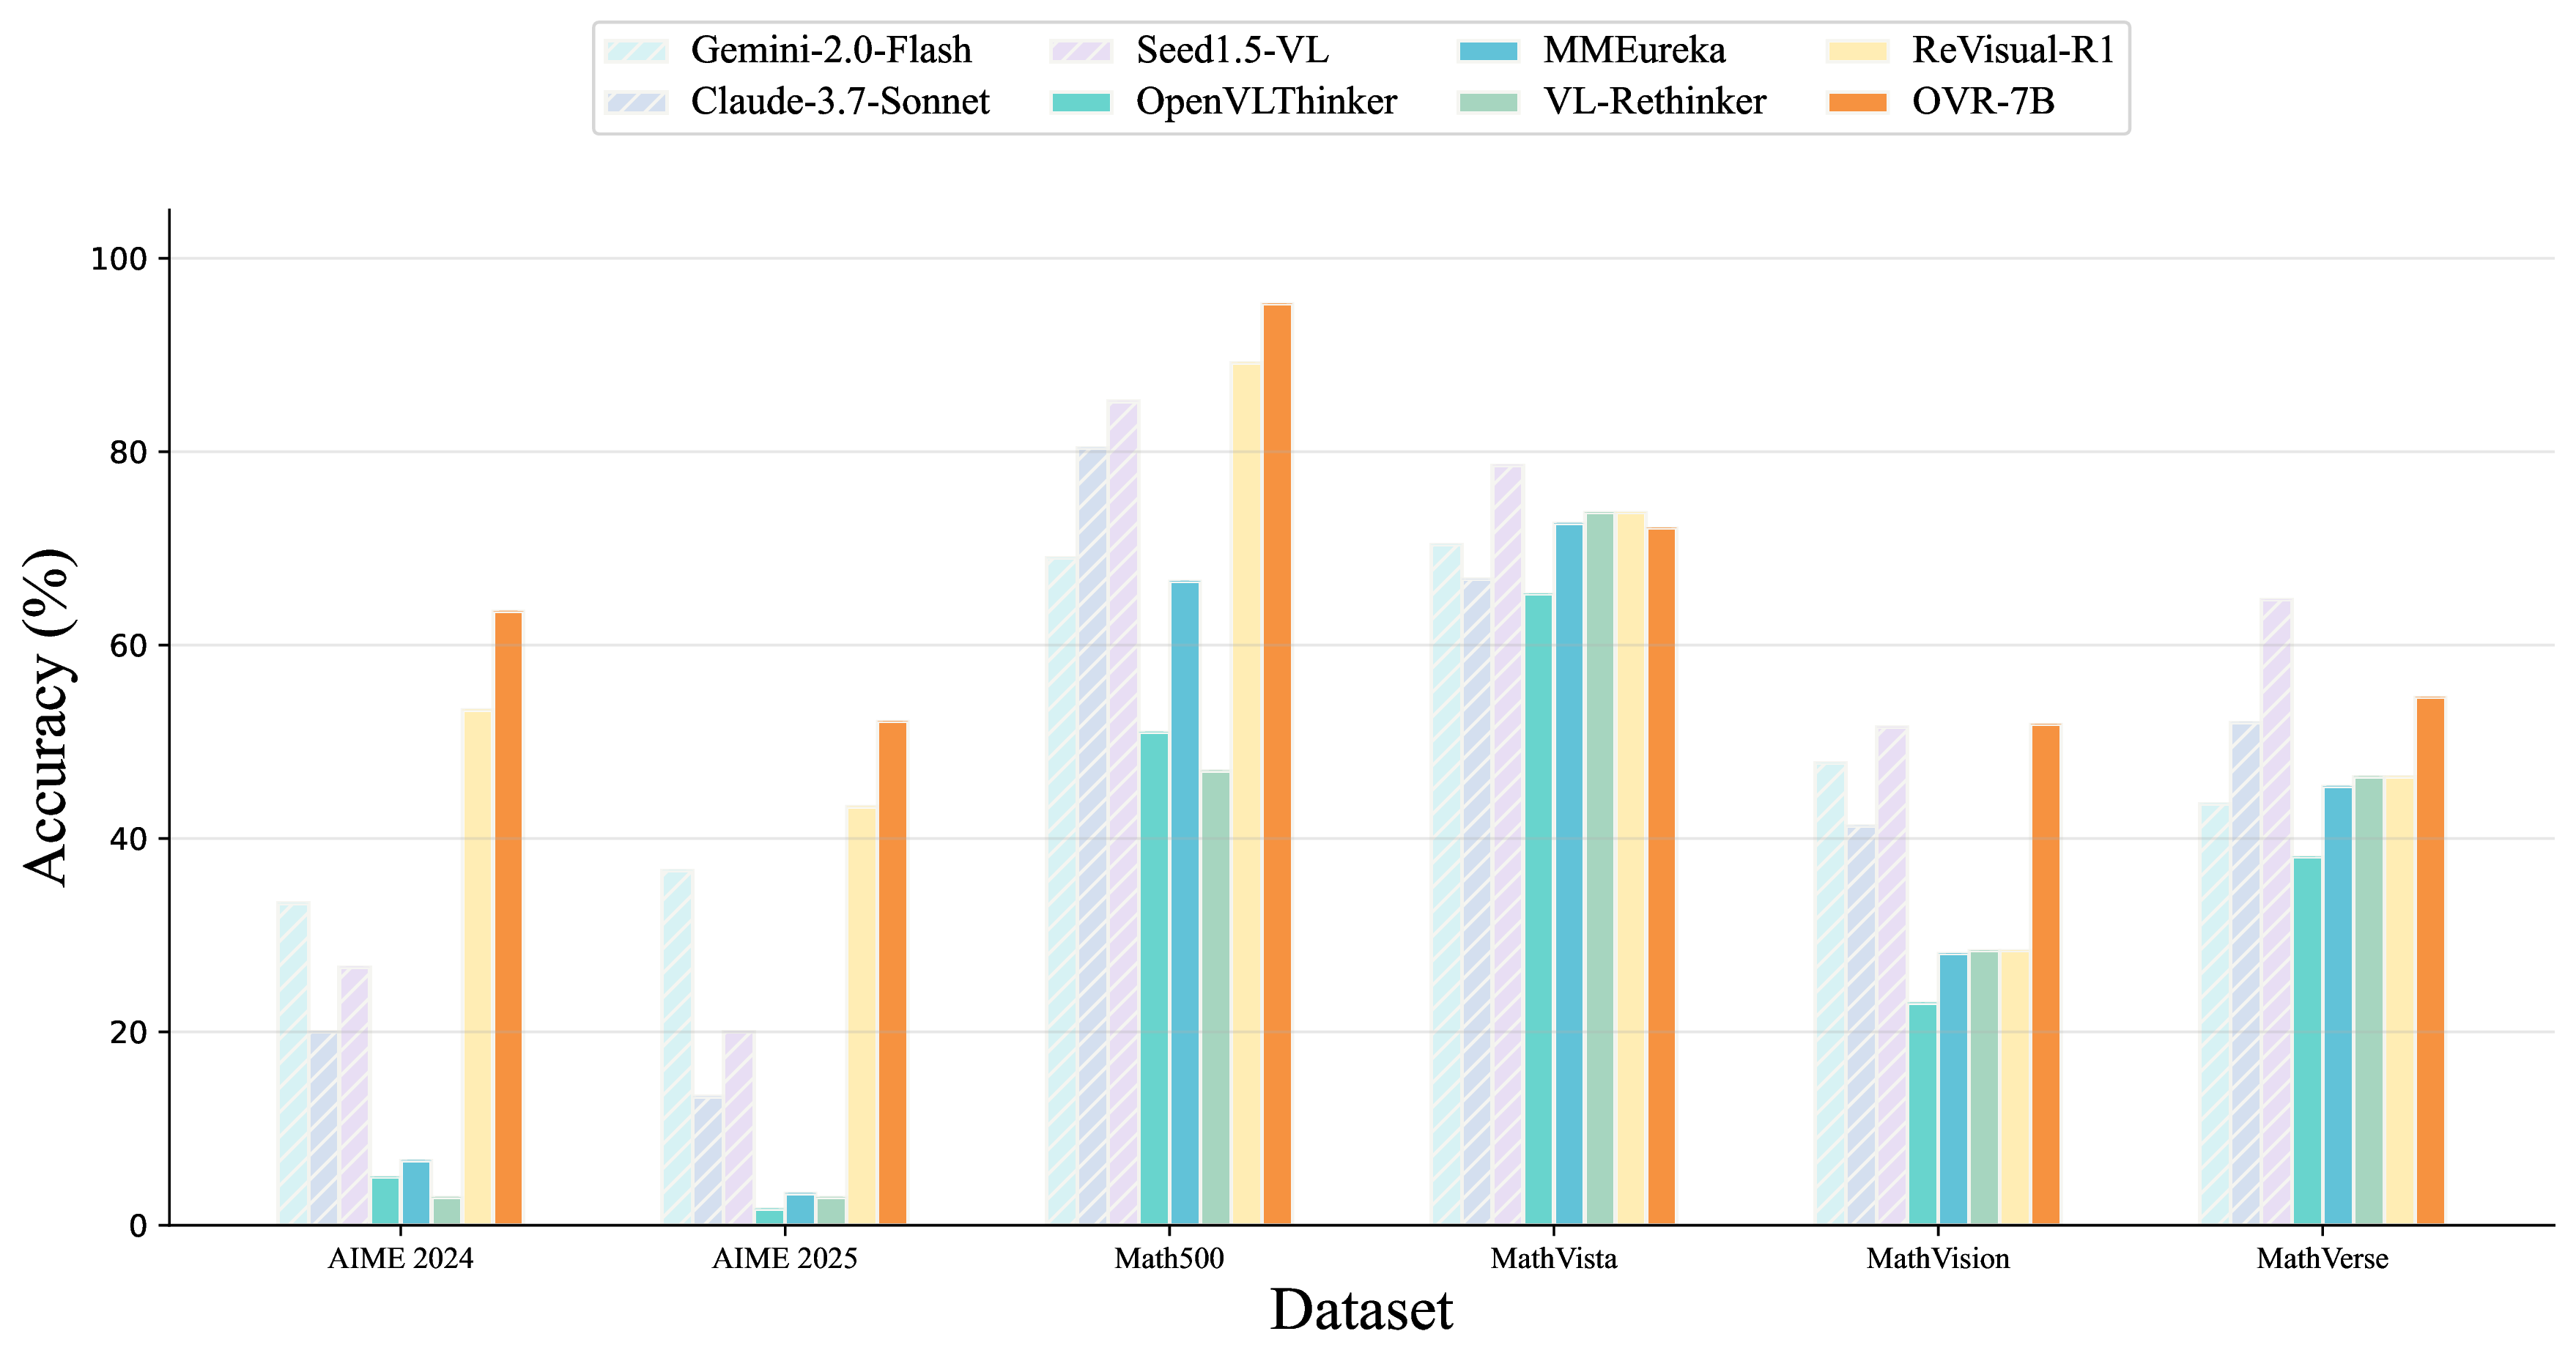 Gemini-2.0-Flash Seed1.5-VL MMEureka ReVisual-R1
Claude-3.7-Sonnet OpenVLThinker VL-Rethinker OVR-7B
100
80
60
40
20
0
Accuracy (%)
AIME 2024 AIME 2025 Math500 MathVista MathVision MathVerse
Dataset